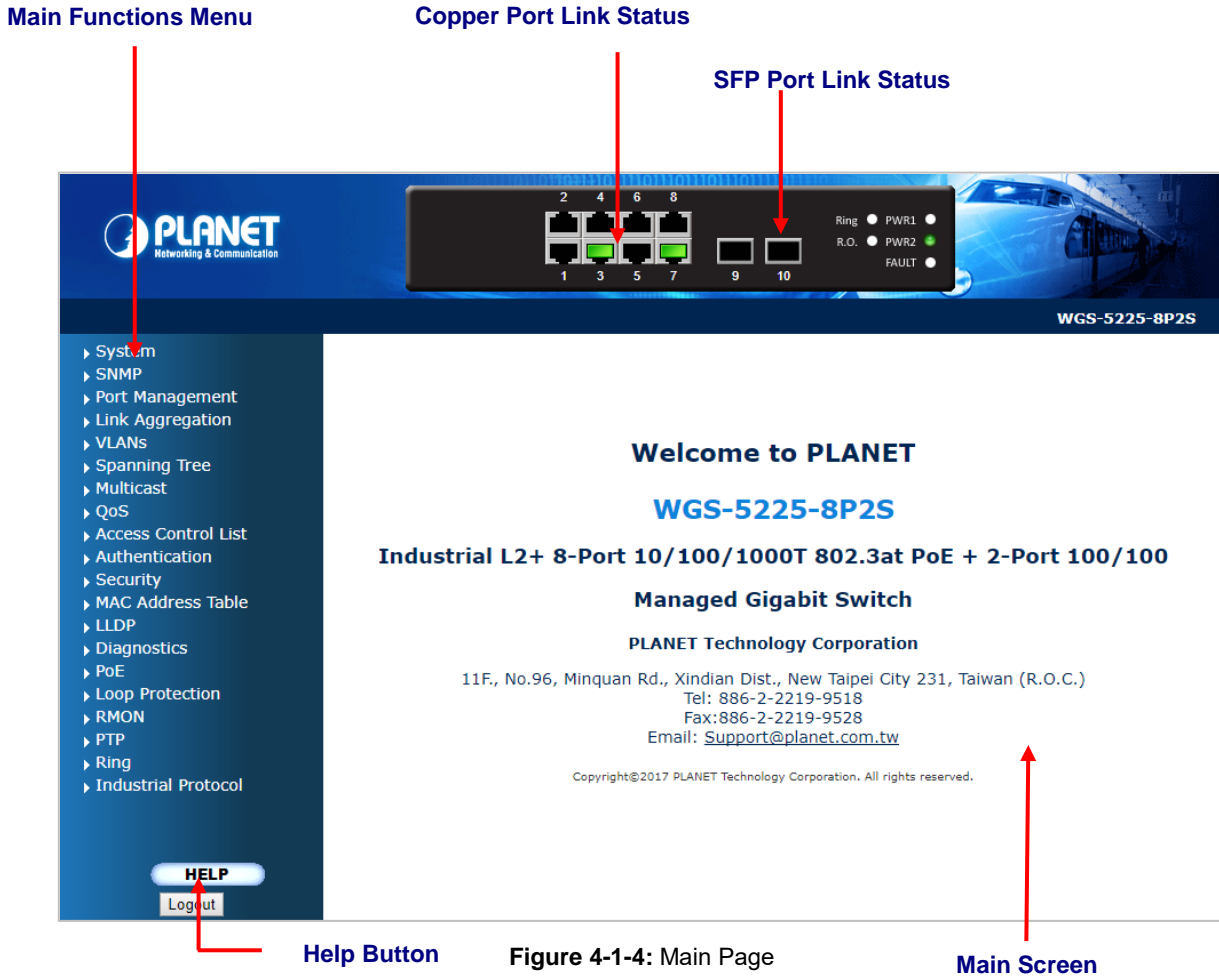 Main Functions Menu
Copper Port Link Status
SFP Port Link Status
PLANET
Networking & Communication
2 4 6 8
1 3 5 7 9 10
Ring PWR1
R.O. PWR2
FAULT
WGS-5225-8P2S
System
SNMP
Port Management
Link Aggregation
VLANs
Spanning Tree
Multicast
QoS
Access Control List
Authentication
Security
MAC Address Table
LLDP
Diagnostics
PoE
Loop Protection
RMON
PTP
Ring
Industrial Protocol
HELP
Logout
Welcome to PLANET
WGS-5225-8P2S
Industrial L2+ 8-Port 10/100/1000T 802.3at PoE + 2-Port 100/100
Managed Gigabit Switch
PLANET Technology Corporation
11F., No.96, Minquan Rd., Xindian Dist., New Taipei City 231, Taiwan (R.O.C.)
Tel: 886-2-2219-9518
Fax:886-2-2219-9528
Email: Support@planet.com.tw
Copyright©2017 PLANET Technology Corporation. All rights reserved.
Help Button
Figure 4-1-4: Main Page
Main Screen